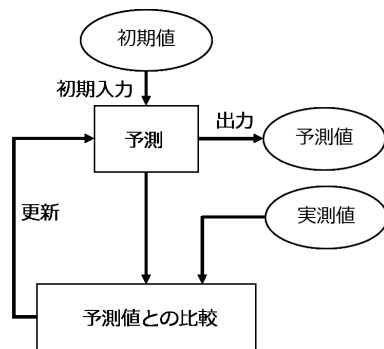 初期値
初期入力
予測
出力
予測値
実測値
更新
予測値との比較